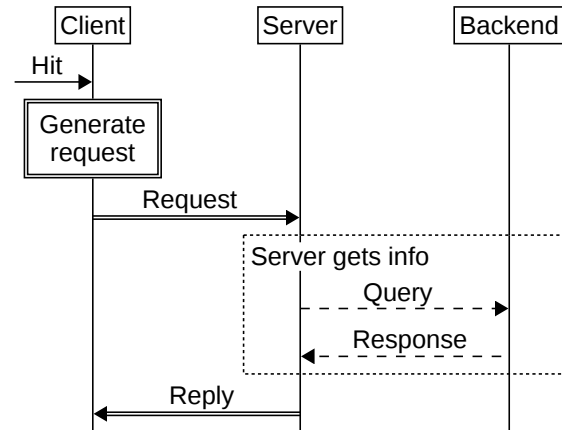 Client Server Backend
Hit
Generate
request
Request
Server gets info
Query
Response
Reply